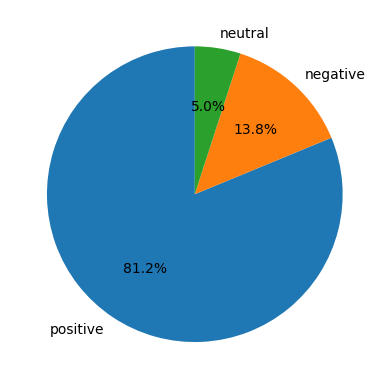 neutral
negative
5.0%
13.8%
81.2%
positive